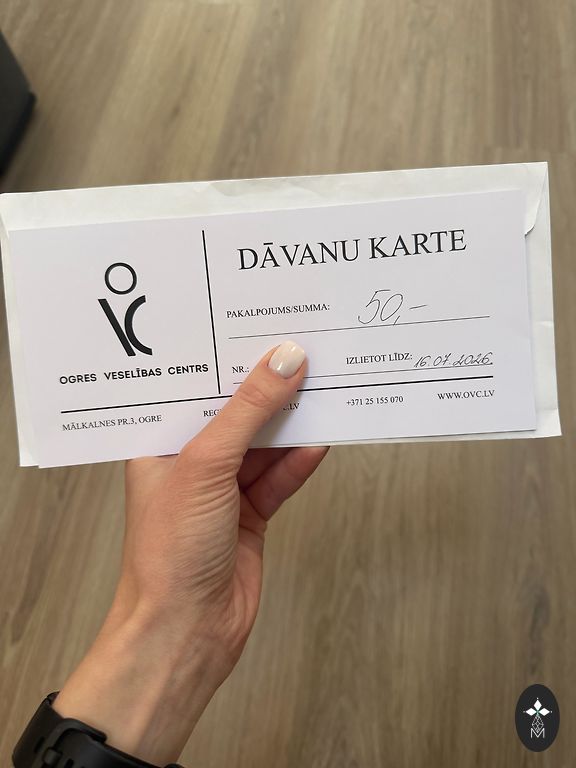 DĀVANU KARTE
PAKALPOJUMS/SUMMA: 50,-
OGRES VESELĪBAS CENTRS
NR.: IZLIETOT LĪDZ: 16.07.2026.
MĀLKALNES PR.3, OGRE +371 25 155 070 WWW.OVC.LV
M